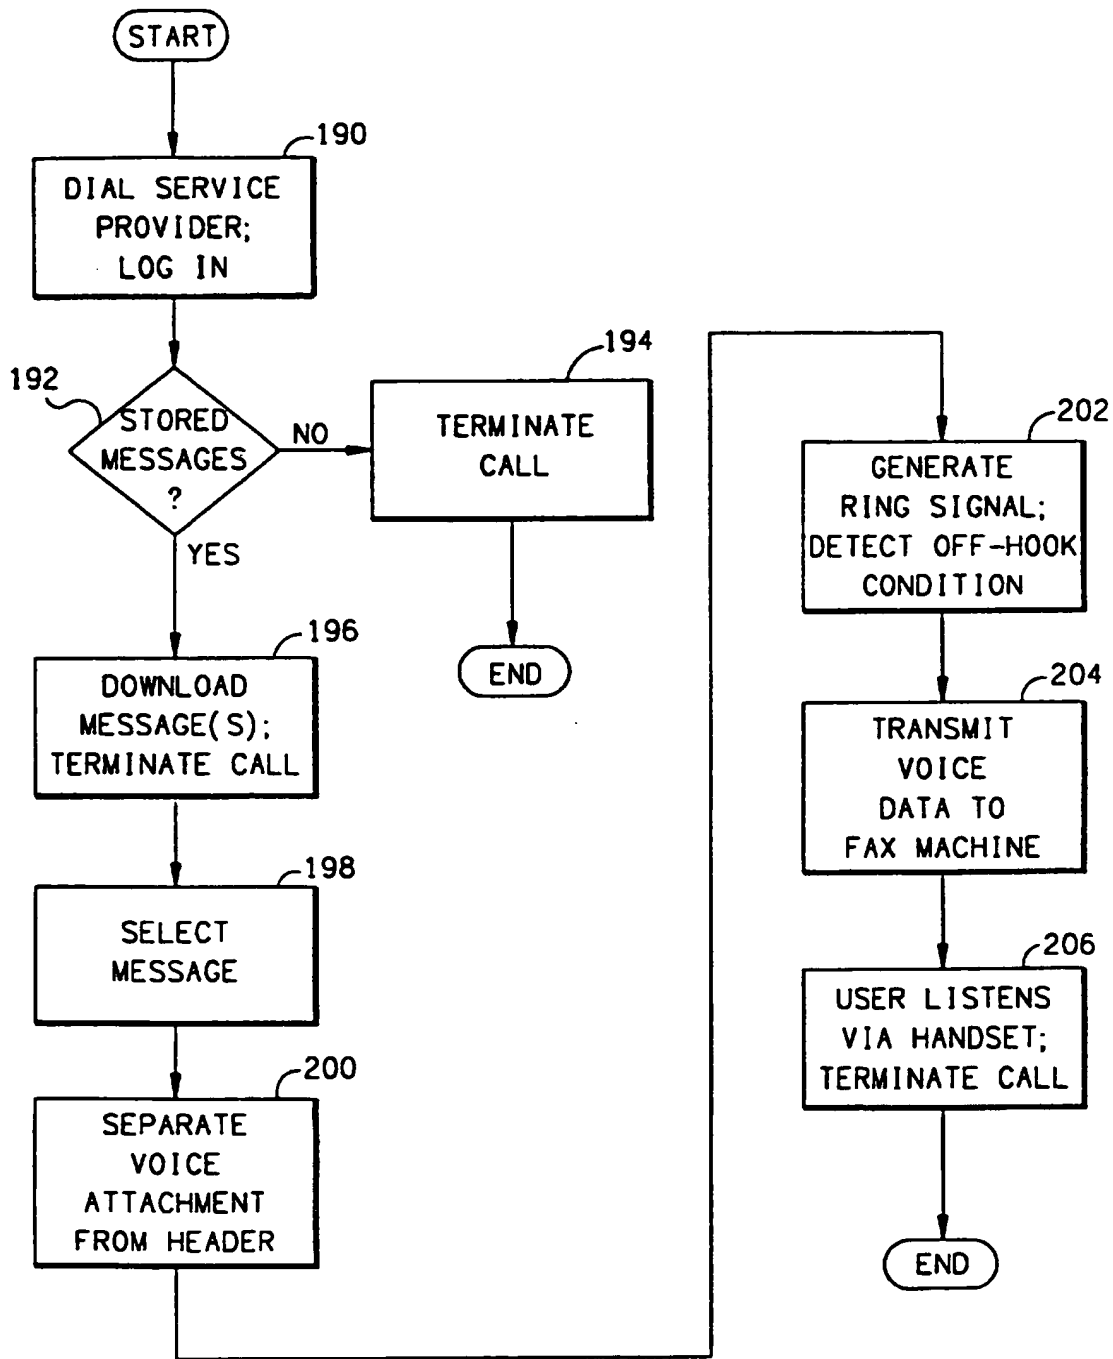 START
190
DIAL SERVICE
PROVIDER;
LOG IN
192
STORED
MESSAGES
?
NO
YES
194
TERMINATE
CALL
END
196
DOWNLOAD
MESSAGE(S);
TERMINATE CALL
198
SELECT
MESSAGE
200
SEPARATE
VOICE
ATTACHMENT
FROM HEADER
202
GENERATE
RING SIGNAL;
DETECT OFF-HOOK
CONDITION
204
TRANSMIT
VOICE
DATA TO
FAX MACHINE
206
USER LISTENS
VIA HANDSET;
TERMINATE CALL
END